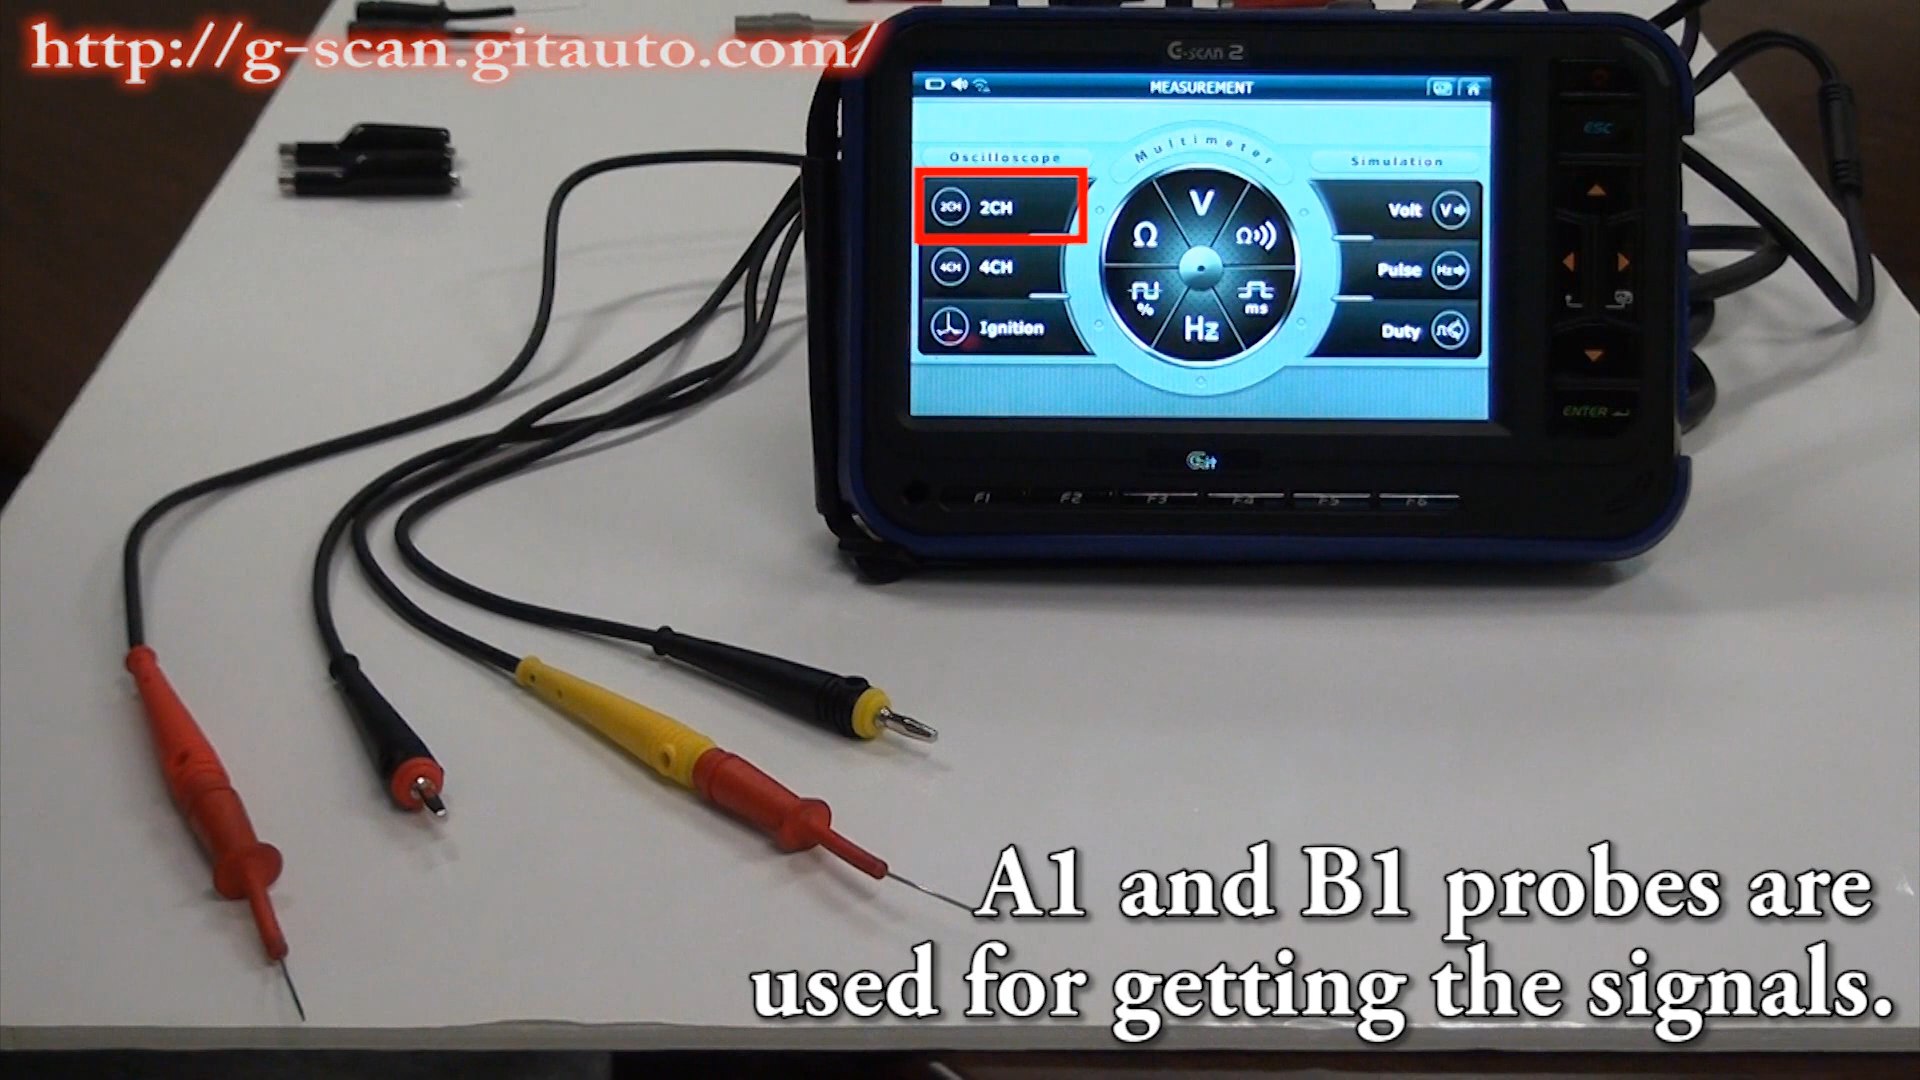 http://g-scan.gitauto.com/
G-SCAN 2
MEASUREMENT
Oscilloscope
Multimeter
Simulation
2CH 2CH
4CH 4CH
Ignition
V
Ω
Ω
%
Hz
ms
Volt V
Pulse Hz
Duty
ESC
ENTER
Git
F1 F2 F3 F4 F5 F6
A1 and B1 probes are
used for getting the signals.